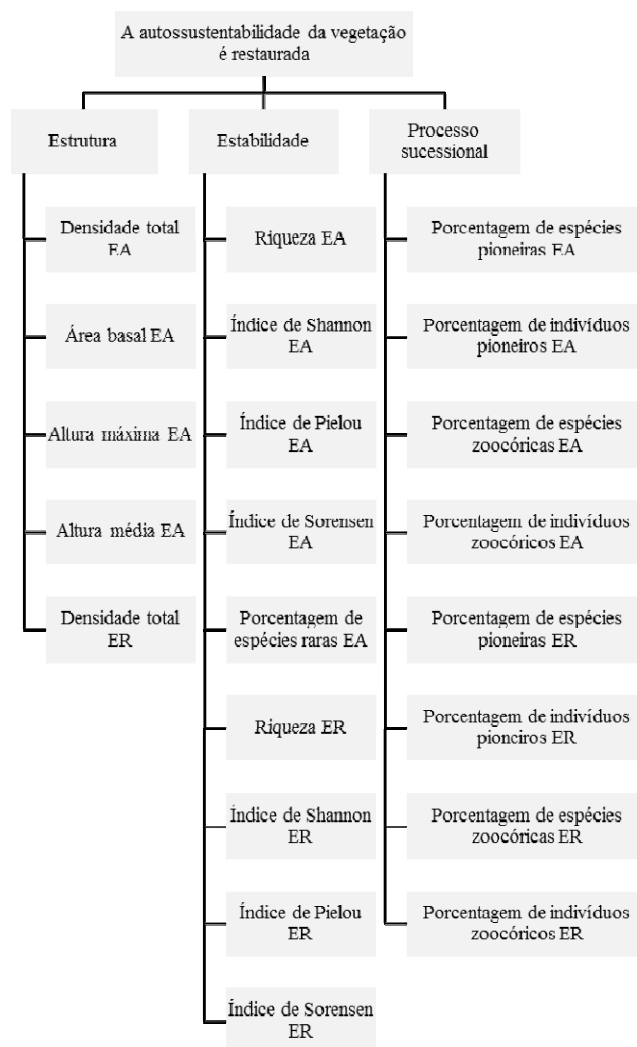 A autossustentabilidade da vegetação
é restaurada
Estrutura
Densidade total
EA
Área basal EA
Altura máxima EA
Altura média EA
Densidade total
ER
Estabilidade
Riqueza EA
Índice de Shannon
EA
Índice de Pielou
EA
Índice de Sorensen
EA
Porcentagem de
espécies raras EA
Riqueza ER
Índice de Shannon
ER
Índice de Pielou
ER
Índice de Sorensen
ER
Processo
sucessional
Porcentagem de espécies
pioneiras EA
Porcentagem de indivíduos
pioneiros EA
Porcentagem de espécies
zoocóricas EA
Porcentagem de indivíduos
zoocóricos EA
Porcentagem de espécies
pioneiras ER
Porcentagem de indivíduos
pioneiros ER
Porcentagem de espécies
zoocóricas ER
Porcentagem de indivíduos
zoocóricos ER